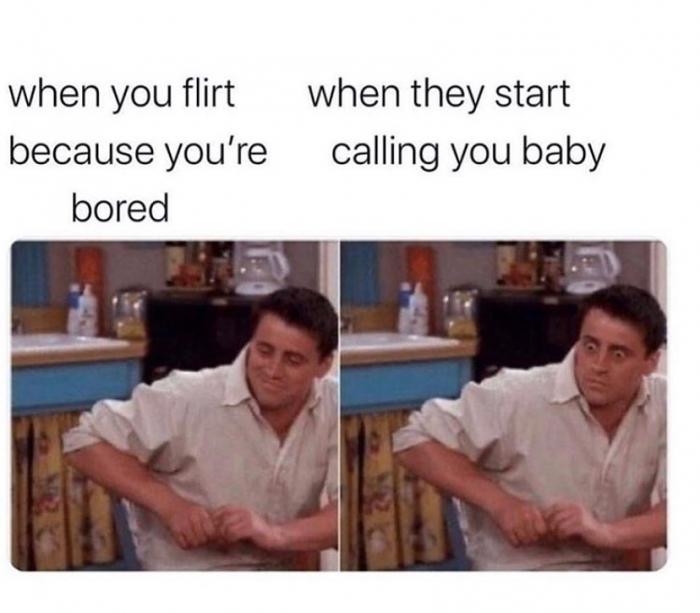 when you flirt
because you're
bored
when they start
calling you baby